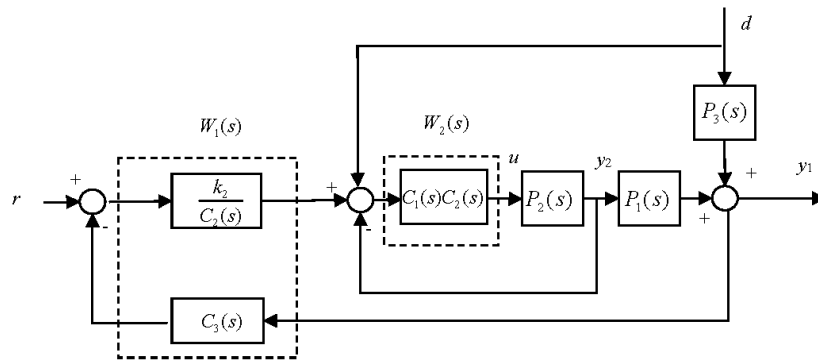 d
P₃(s)
W₁(s)
W₂(s)
+
k₂
C₂(s)
r
-
+
C₁(s)C₂(s)
-
u
P₂(s)
y₂
P₁(s)
+
+
y₁
C₃(s)